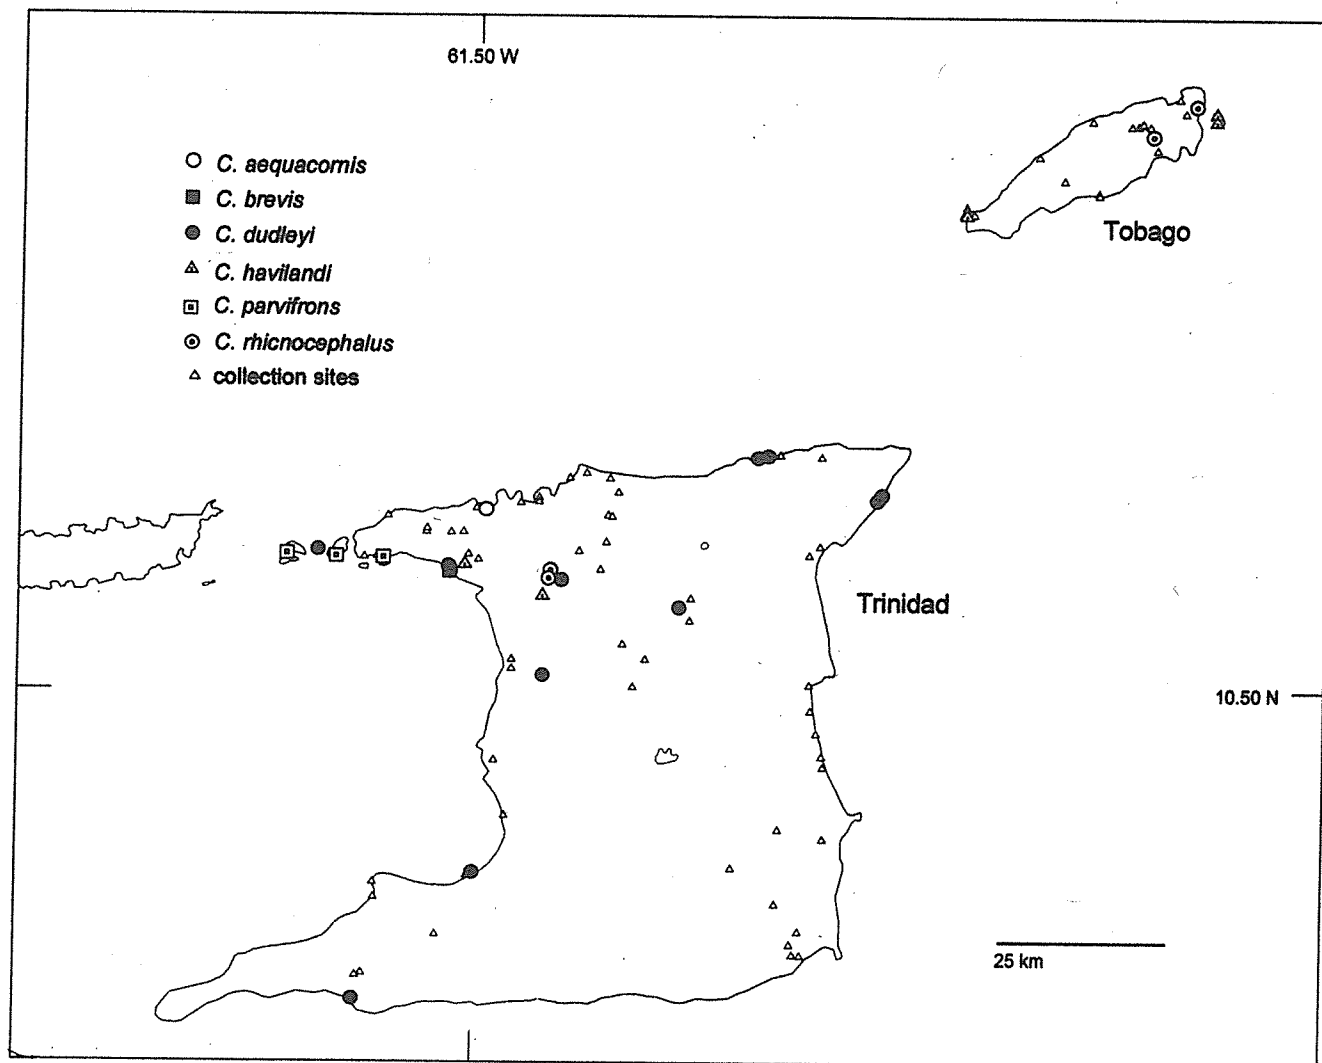 61.50 W
C. aequacornis
C. brevis
C. dudleyi
C. havilandi
C. parvifrons
C. rhicnocephalus
collection sites
Tobago
Trinidad
10.50 N
25 km